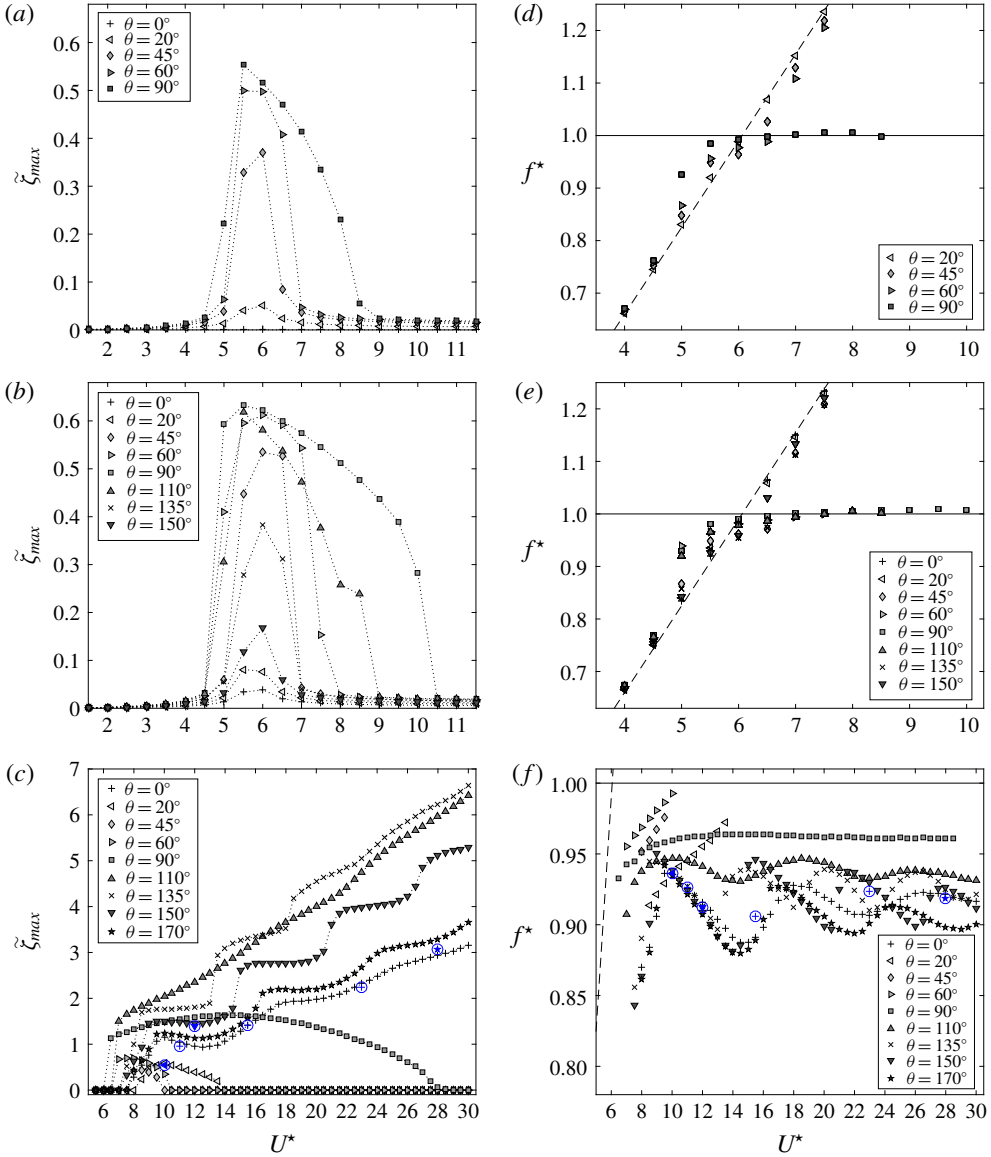 (a)
0.6
0.5
0.4
0.3
0.2
0.1
0
ζ̃max
θ = 0°
θ = 20°
θ = 45°
θ = 60°
θ = 90°
2 3 4 5 6 7 8 9 10 11
(d)
1.2
1.1
1.0
0.9
0.8
0.7
f★
θ = 20°
θ = 45°
θ = 60°
θ = 90°
4 5 6 7 8 9 10
(b)
0.6
0.5
0.4
0.3
0.2
0.1
0
ζ̃max
θ = 0°
θ = 20°
θ = 45°
θ = 60°
θ = 90°
θ = 110°
θ = 135°
θ = 150°
2 3 4 5 6 7 8 9 10 11
(e)
1.2
1.1
1.0
0.9
0.8
0.7
f★
θ = 0°
θ = 20°
θ = 45°
θ = 60°
θ = 90°
θ = 110°
θ = 135°
θ = 150°
4 5 6 7 8 9 10
(c)
7
6
5
4
3
2
1
0
ζ̃max
θ = 0°
θ = 20°
θ = 45°
θ = 60°
θ = 90°
θ = 110°
θ = 135°
θ = 150°
θ = 170°
6 8 10 12 14 16 18 20 22 24 26 28 30
U★
(f)
1.00
0.95
0.90
0.85
0.80
f★
θ = 0°
θ = 20°
θ = 45°
θ = 60°
θ = 90°
θ = 110°
θ = 135°
θ = 150°
θ = 170°
6 8 10 12 14 16 18 20 22 24 26 28 30
U★